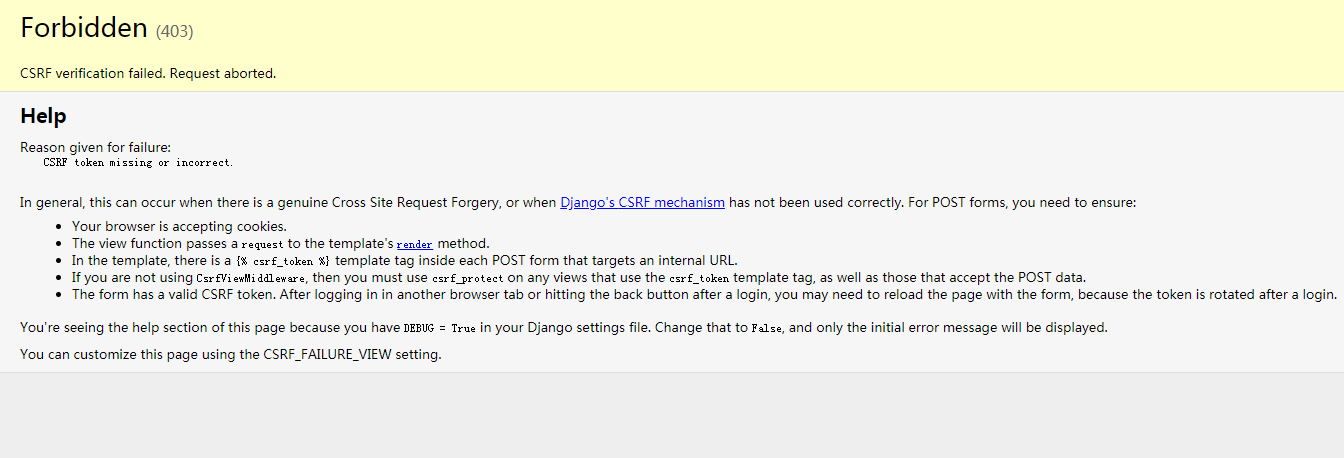 Forbidden (403)
CSRF verification failed. Request aborted.
Help
Reason given for failure:
CSRF token missing or incorrect.
In general, this can occur when there is a genuine Cross Site Request Forgery, or when Django's CSRF mechanism has not been used correctly. For POST forms, you need to ensure:
• Your browser is accepting cookies.
• The view function passes a request to the template's render method.
• In the template, there is a {% csrf_token %} template tag inside each POST form that targets an internal URL.
• If you are not using CsrfViewMiddleware, then you must use csrf_protect on any views that use the csrf_token template tag, as well as those that accept the POST data.
• The form has a valid CSRF token. After logging in in another browser tab or hitting the back button after a login, you may need to reload the page with the form, because the token is rotated after a login.
You're seeing the help section of this page because you have DEBUG = True in your Django settings file. Change that to False, and only the initial error message will be displayed.
You can customize this page using the CSRF_FAILURE_VIEW setting.